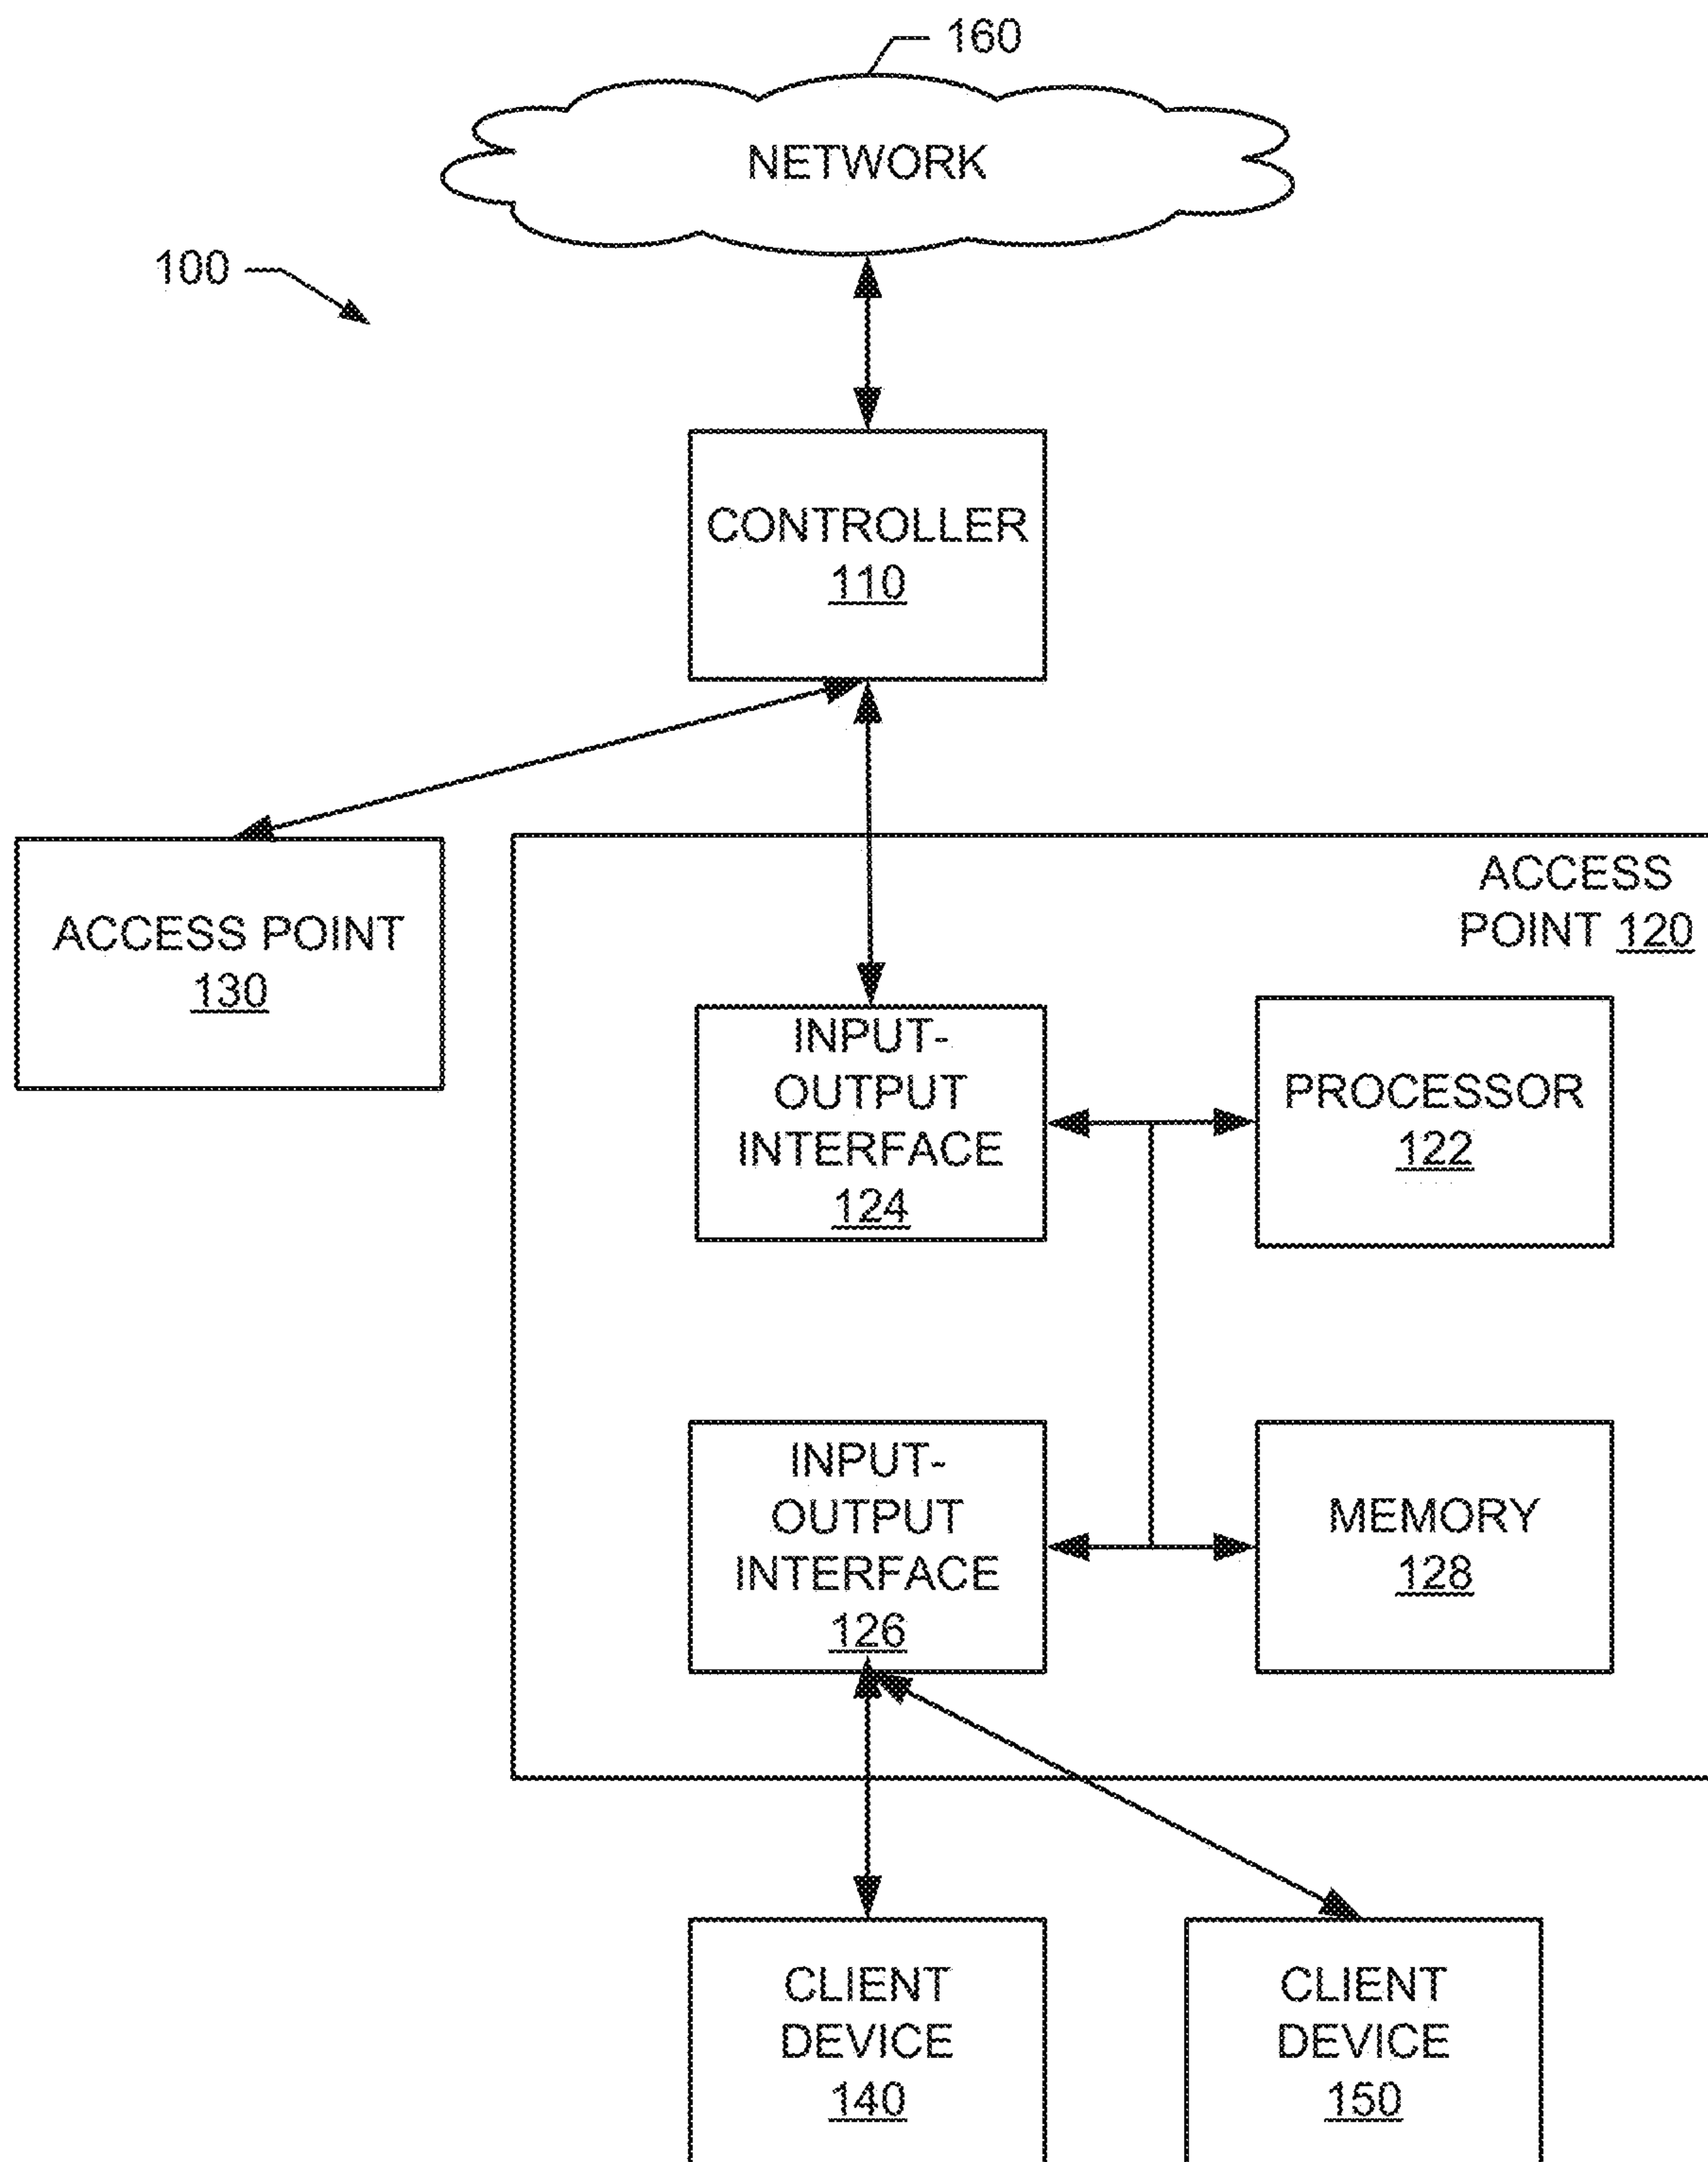 160
NETWORK
100
CONTROLLER
110
ACCESS POINT
130
ACCESS
POINT 120
INPUT-
OUTPUT
INTERFACE
124
PROCESSOR
122
INPUT-
OUTPUT
INTERFACE
126
MEMORY
128
CLIENT
DEVICE
140
CLIENT
DEVICE
150